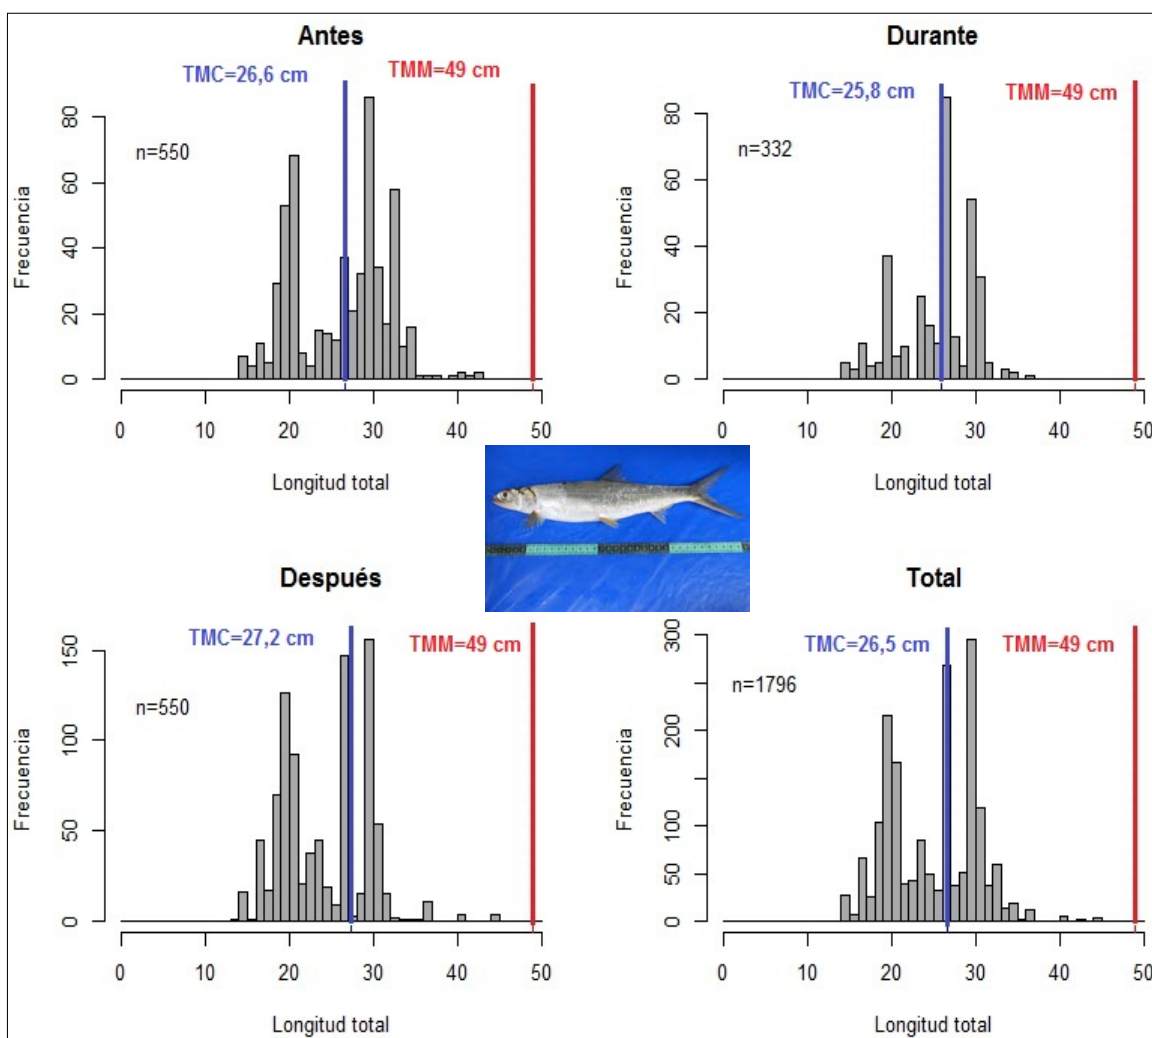 Antes
TMC=26,6 cm
TMM=49 cm
n=550
Frecuencia
0 20 40 60 80
0 10 20 30 40 50
Longitud total
Durante
TMC=25,8 cm
TMM=49 cm
n=332
Frecuencia
0 20 40 60 80
0 10 20 30 40 50
Longitud total
Después
TMC=27,2 cm
TMM=49 cm
n=550
Frecuencia
0 50 100 150
0 10 20 30 40 50
Longitud total
Total
TMC=26,5 cm
TMM=49 cm
n=1796
Frecuencia
0 50 100 200 300
0 10 20 30 40 50
Longitud total